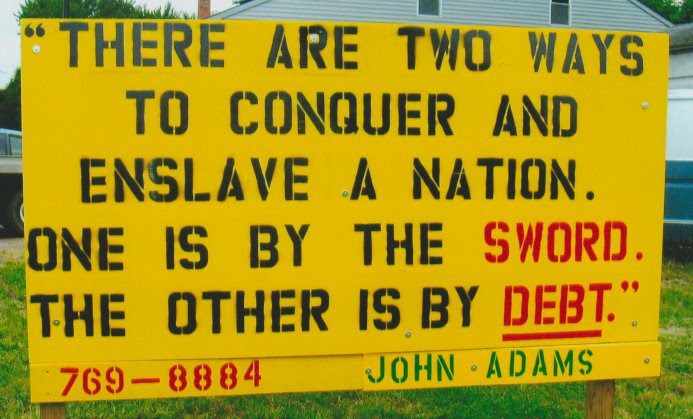 “THERE ARE TWO WAYS
TO CONQUER AND
ENSLAVE A NATION.
ONE IS BY THE SWORD.
THE OTHER IS BY DEBT.”
769—8884 JOHN ADAMS